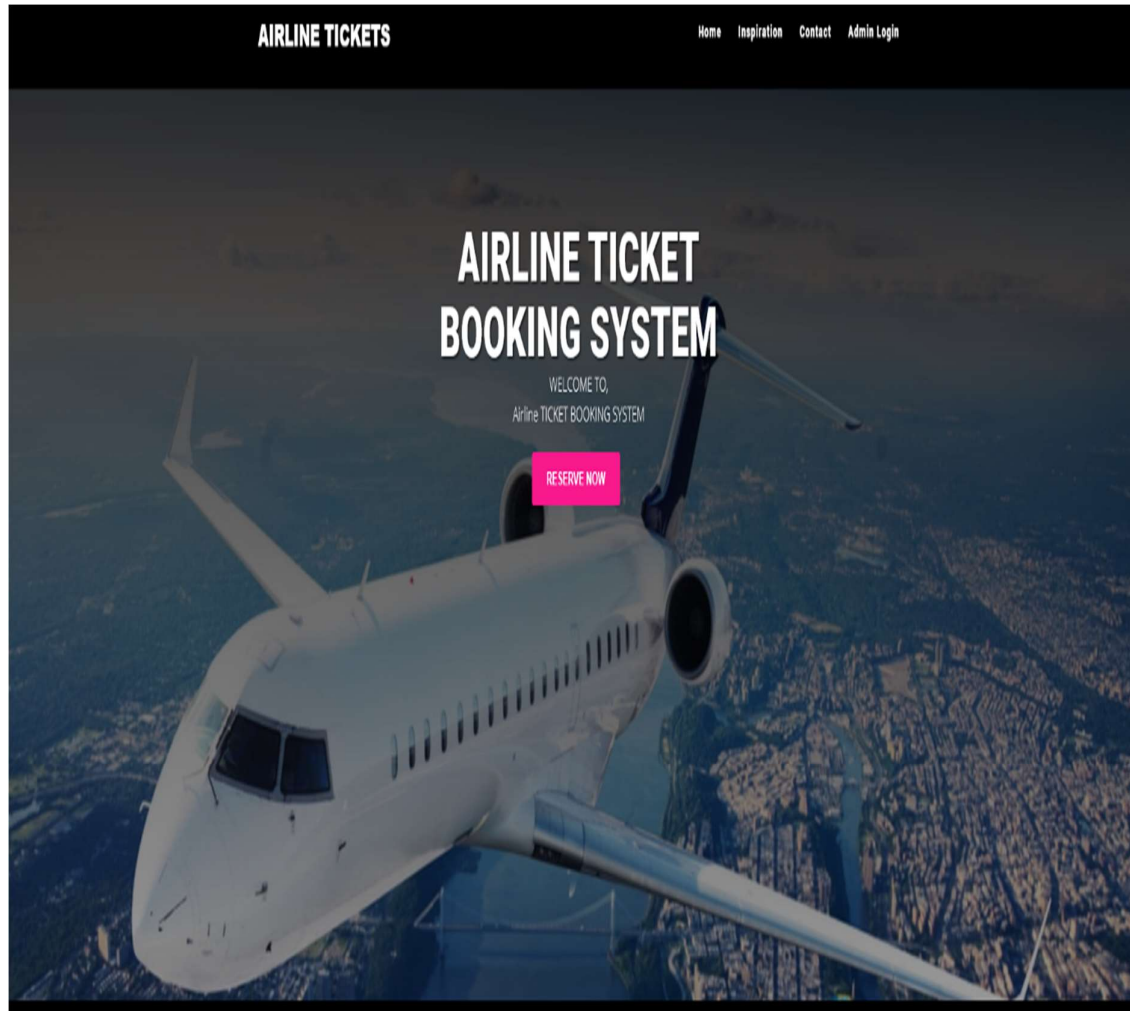 AIRLINE TICKETS
Home Inspiration Contact Admin Login
AIRLINE TICKET
BOOKING SYSTEM
WELCOME TO,
Airline TICKET BOOKING SYSTEM
RESERVE NOW